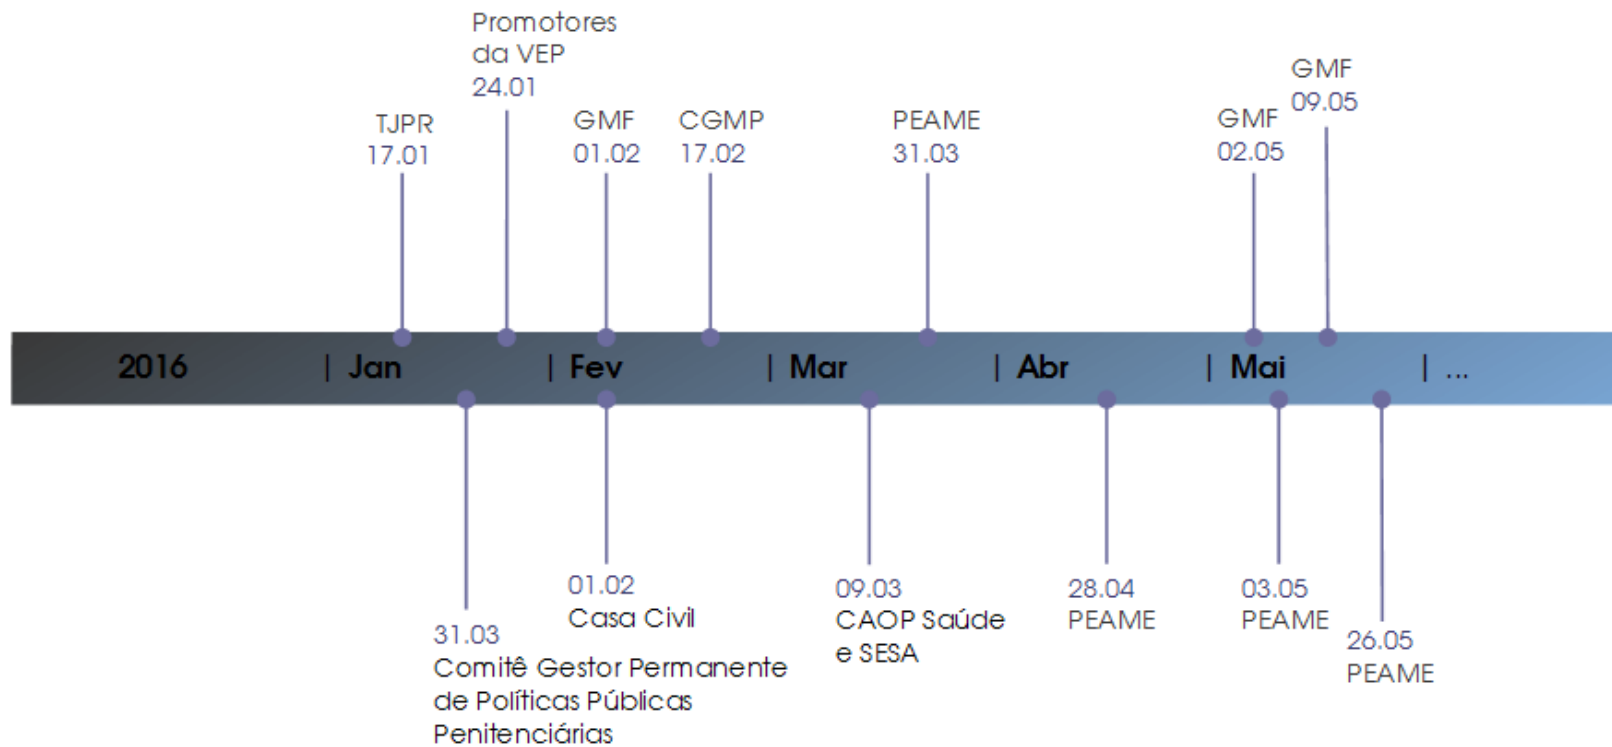 Promotores
da VEP
24.01
TJPR
17.01
GMF
01.02
CGMP
17.02
PEAME
31.03
GMF
02.05
GMF
09.05
2016 | Jan | Fev | Mar | Abr | Mai | ...
31.03
Comitê Gestor Permanente
de Políticas Públicas
Penitenciárias
01.02
Casa Civil
09.03
CAOP Saúde
e SESA
28.04
PEAME
03.05
PEAME
26.05
PEAME